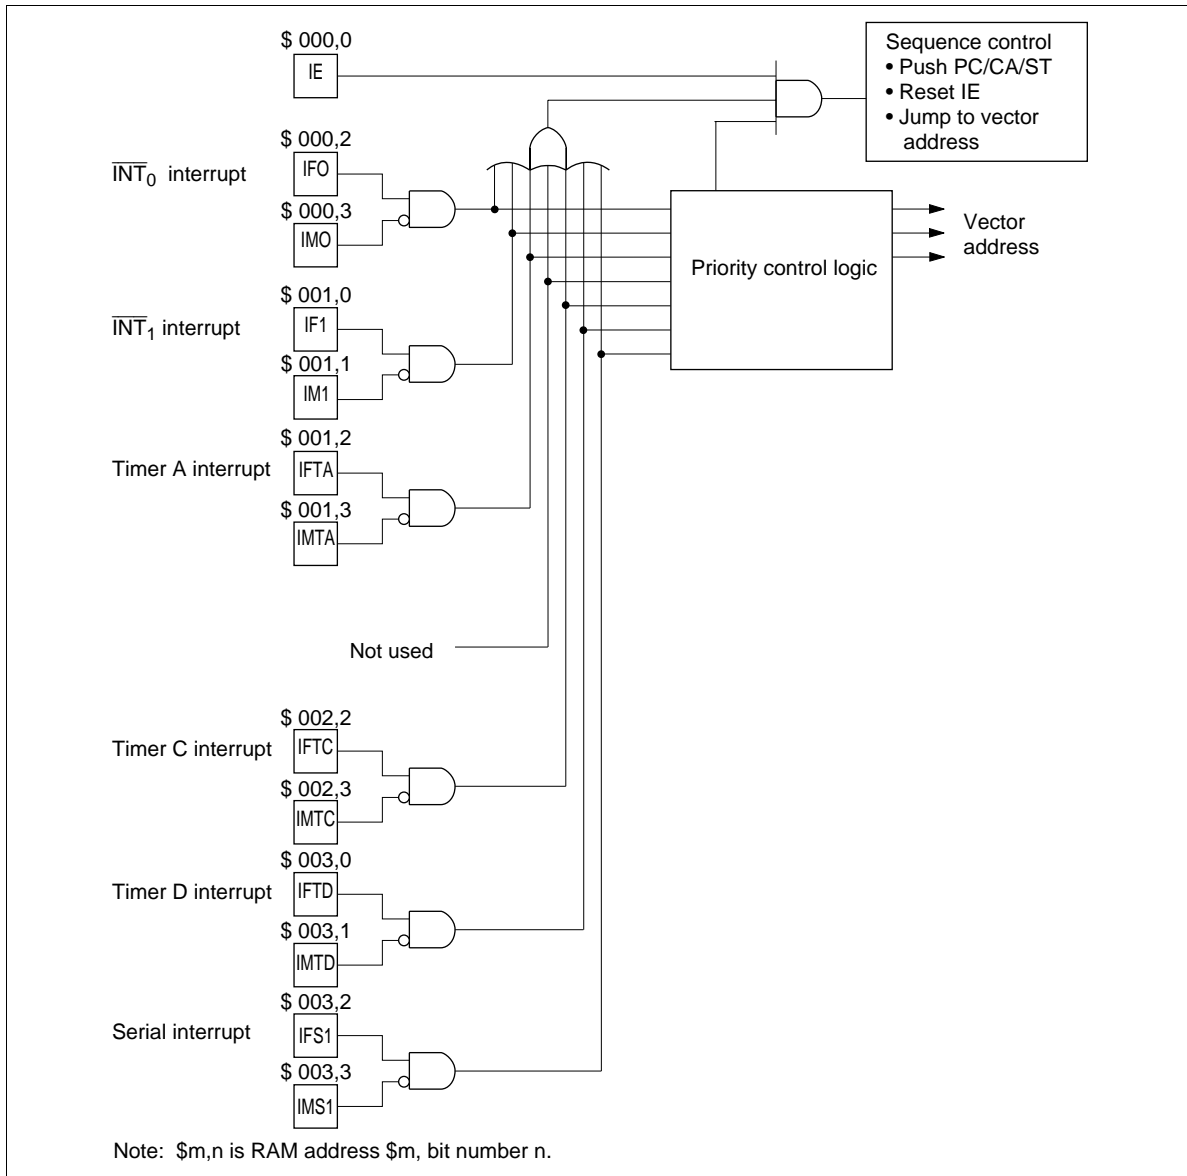 $ 000,0
IE
Sequence control
• Push PC/CA/ST
• Reset IE
• Jump to vector
address
$ 000,2
INT0 interrupt
IFO
$ 000,3
IMO
Vector
address
Priority control logic
$ 001,0
INT1 interrupt
IF1
$ 001,1
IM1
$ 001,2
Timer A interrupt
IFTA
$ 001,3
IMTA
Not used
$ 002,2
Timer C interrupt
IFTC
$ 002,3
IMTC
$ 003,0
Timer D interrupt
IFTD
$ 003,1
IMTD
$ 003,2
Serial interrupt
IFS1
$ 003,3
IMS1
Note: $m,n is RAM address $m, bit number n.